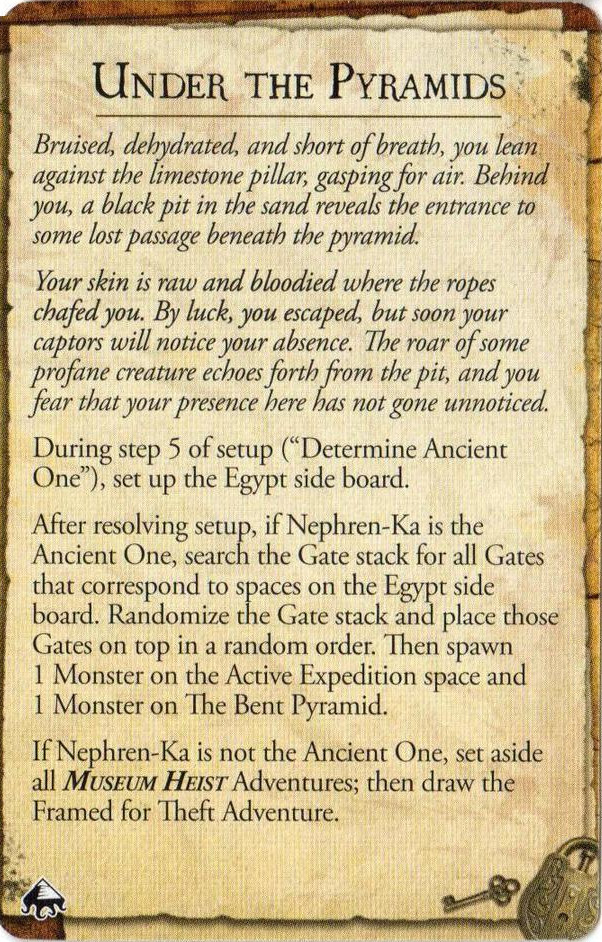 UNDER THE PYRAMIDS
Bruised, dehydrated, and short of breath, you lean
against the limestone pillar, gasping for air. Behind
you, a black pit in the sand reveals the entrance to
some lost passage beneath the pyramid.
Your skin is raw and bloodied where the ropes
chafed you. By luck, you escaped, but soon your
captors will notice your absence. The roar of some
profane creature echoes forth from the pit, and you
fear that your presence here has not gone unnoticed.
During step 5 of setup (“Determine Ancient
One”), set up the Egypt side board.
After resolving setup, if Nephren-Ka is the
Ancient One, search the Gate stack for all Gates
that correspond to spaces on the Egypt side
board. Randomize the Gate stack and place those
Gates on top in a random order. Then spawn
1 Monster on the Active Expedition space and
1 Monster on The Bent Pyramid.
If Nephren-Ka is not the Ancient One, set aside
all MUSEUM HEIST Adventures; then draw the
Framed for Theft Adventure.